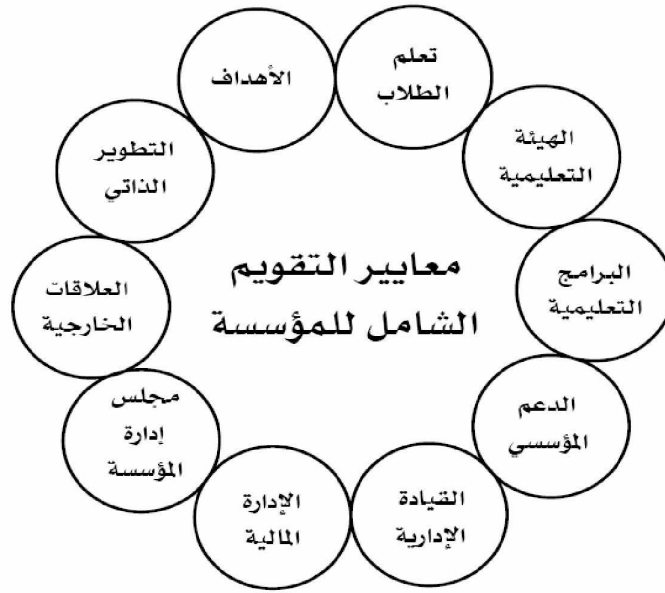 معايير التقويم
الشامل للمؤسسة
الأهداف
تعلم
الطلاب
الهيئة
التعليمية
البرامج
التعليمية
الدعم
المؤسسي
القيادة
الإدارية
الإدارة
المالية
مجلس
إدارة
المؤسسة
العلاقات
الخارجية
التطوير
الذاتي